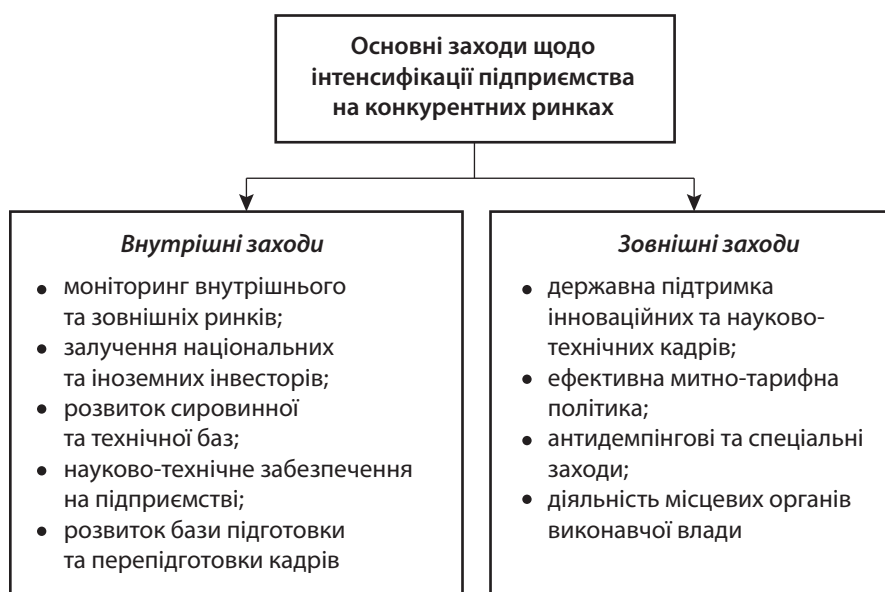 Основні заходи щодо
інтенсифікації підприємства
на конкурентних ринках
Внутрішні заходи
• моніторинг внутрішнього
та зовнішніх ринків;
• залучення національних
та іноземних інвесторів;
• розвиток сировинної
та технічної баз;
• науково-технічне забезпечення
на підприємстві;
• розвиток бази підготовки
та перепідготовки кадрів
Зовнішні заходи
• державна підтримка
інноваційних та науково-
технічних кадрів;
• ефективна митно-тарифна
політика;
• антидемпінгові та спеціальні
заходи;
• діяльність місцевих органів
виконавчої влади